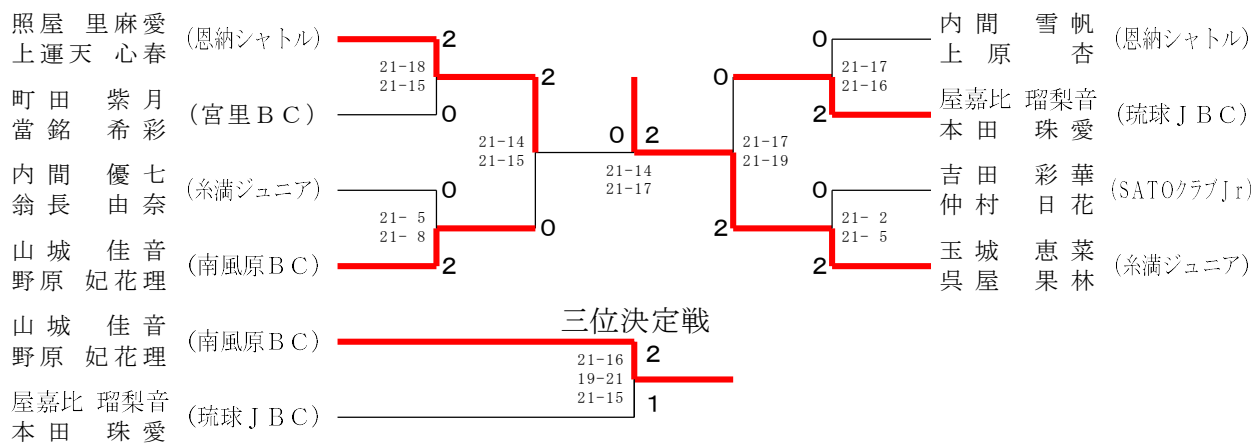 照屋 里麻愛
上運天 心春
(恩納シャトル)
2
21-18
21-15
町田 紫月
當銘 希彩
(宮里BC)
0
2
21-14
21-15
0
内間 優七
翁長 由奈
(糸満ジュニア)
0
21- 5
21- 8
山城 佳音
野原 妃花理
(南風原BC)
2
0 2
21-14
21-17
0
21-17
21-19
2
0
内間 雪帆
上原 杏
(恩納シャトル)
21-17
21-16
2
屋嘉比 瑠梨音
本田 珠愛
(琉球JBC)
0
吉田 彩華
仲村 日花
(SATOクラブJr)
21- 2
21- 5
2
玉城 恵菜
呉屋 果林
(糸満ジュニア)
三位決定戦
山城 佳音
野原 妃花理
(南風原BC)
2
21-16
19-21
21-15
1
屋嘉比 瑠梨音
本田 珠愛
(琉球JBC)